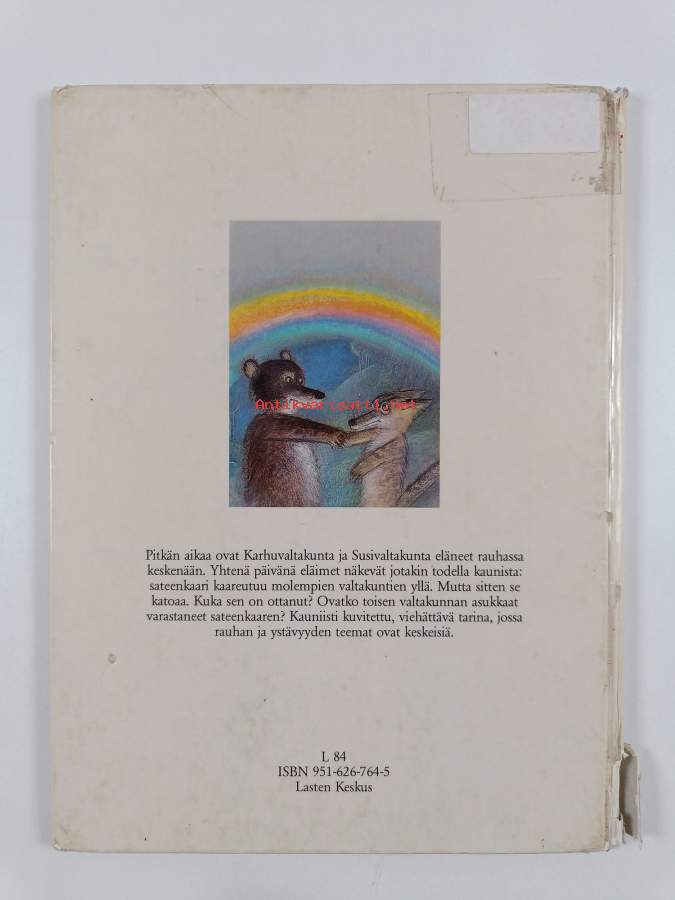 Antikvariaatti.net
Pitkän aikaa ovat Karhuvaltakunta ja Susivaltakunta eläneet rauhassa
keskenään. Yhtenä päivänä eläimet näkevät jotakin todella kaunista:
sateenkaari kaareutuu molempien valtakuntien yllä. Mutta sitten se
katoaa. Kuka sen on ottanut? Ovatko toisen valtakunnan asukkaat
varastaneet sateenkaaren? Kauniisti kuvitettu, viehättävä tarina, jossa
rauhan ja ystävyyden teemat ovat keskeisiä.
L 84
ISBN 951-626-764-5
Lasten Keskus